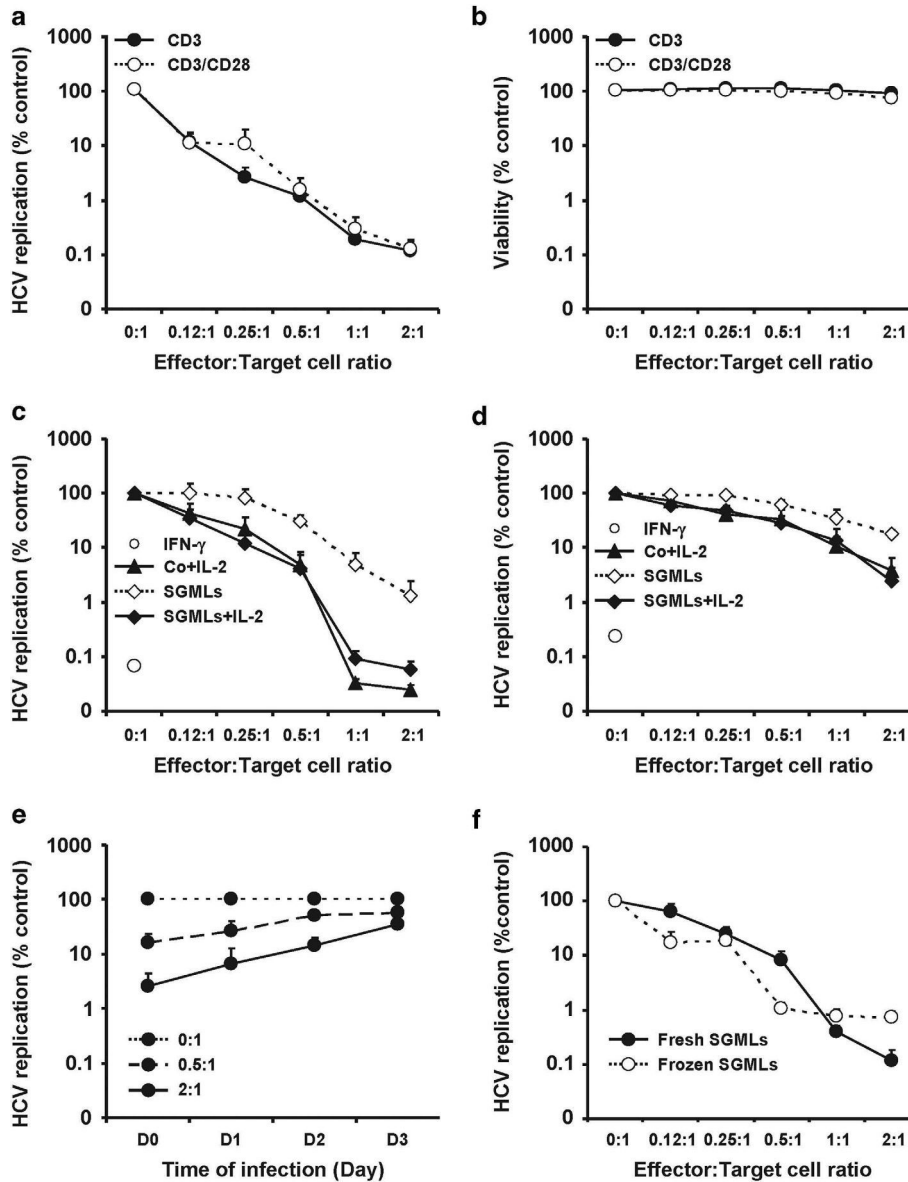 a
1000
100
10
1
0.1
0
HCV replication (% control)
CD3
CD3/CD28
0:1 0.12:1 0.25:1 0.5:1 1:1 2:1
Effector:Target cell ratio
b
1000
100
10
1
0.1
0
Viability (% control)
CD3
CD3/CD28
0:1 0.12:1 0.25:1 0.5:1 1:1 2:1
Effector:Target cell ratio
c
1000
100
10
1
0.1
0
HCV replication (% control)
IFN-γ
Co+IL-2
SGMLs
SGMLs+IL-2
0:1 0.12:1 0.25:1 0.5:1 1:1 2:1
Effector:Target cell ratio
d
1000
100
10
1
0.1
0
HCV replication (% control)
IFN-γ
Co+IL-2
SGMLs
SGMLs+IL-2
0:1 0.12:1 0.25:1 0.5:1 1:1 2:1
Effector:Target cell ratio
e
1000
100
10
1
0.1
0
HCV replication (% control)
0:1
0.5:1
2:1
D0 D1 D2 D3
Time of infection (Day)
f
1000
100
10
1
0.1
0
HCV replication (%control)
Fresh SGMLs
Frozen SGMLs
0:1 0.12:1 0.25:1 0.5:1 1:1 2:1
Effector:Target cell ratio